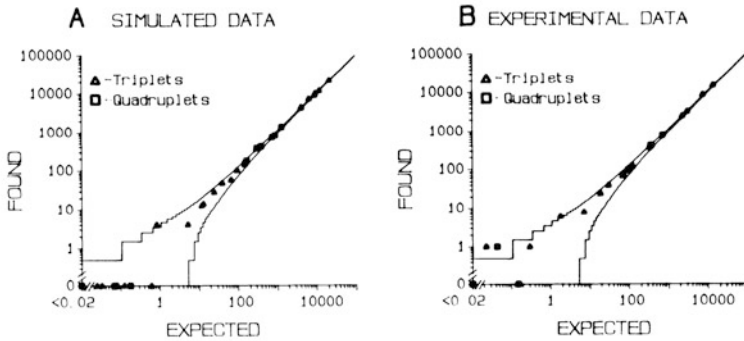 A SIMULATED DATA
100000
10000
1000
100
10
1
0
<0.02
1
100
10000
FOUND
EXPECTED
▲-Triplets
■-Quadruplets
B EXPERIMENTAL DATA
100000
10000
1000
100
10
1
0
<0.02
1
100
10000
FOUND
EXPECTED
▲-Triplets
■-Quadruplets